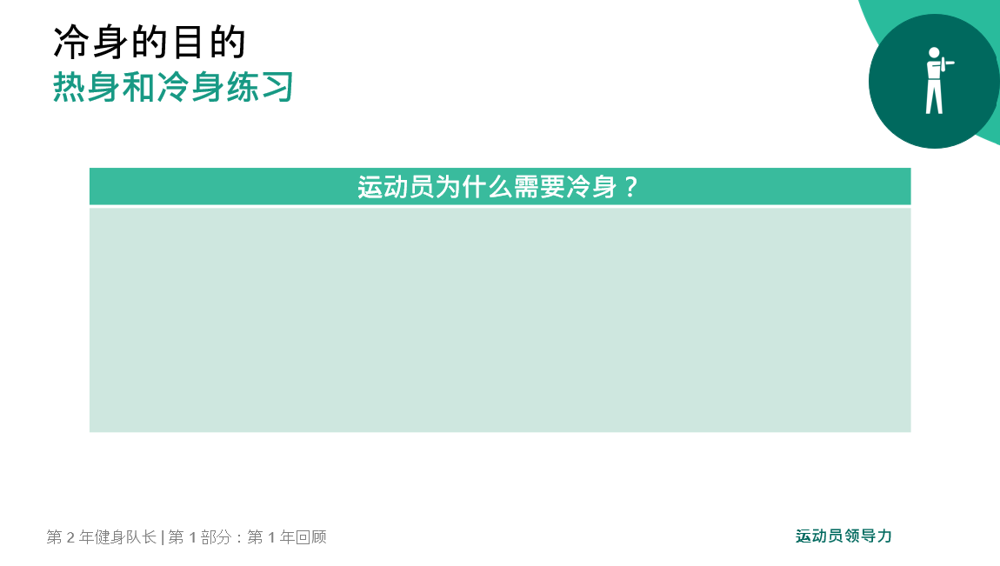 冷身的目的
热身和冷身练习
运动员为什么需要冷身？
第 2 年健身队长 | 第 1 部分：第 1 年回顾
运动员领导力